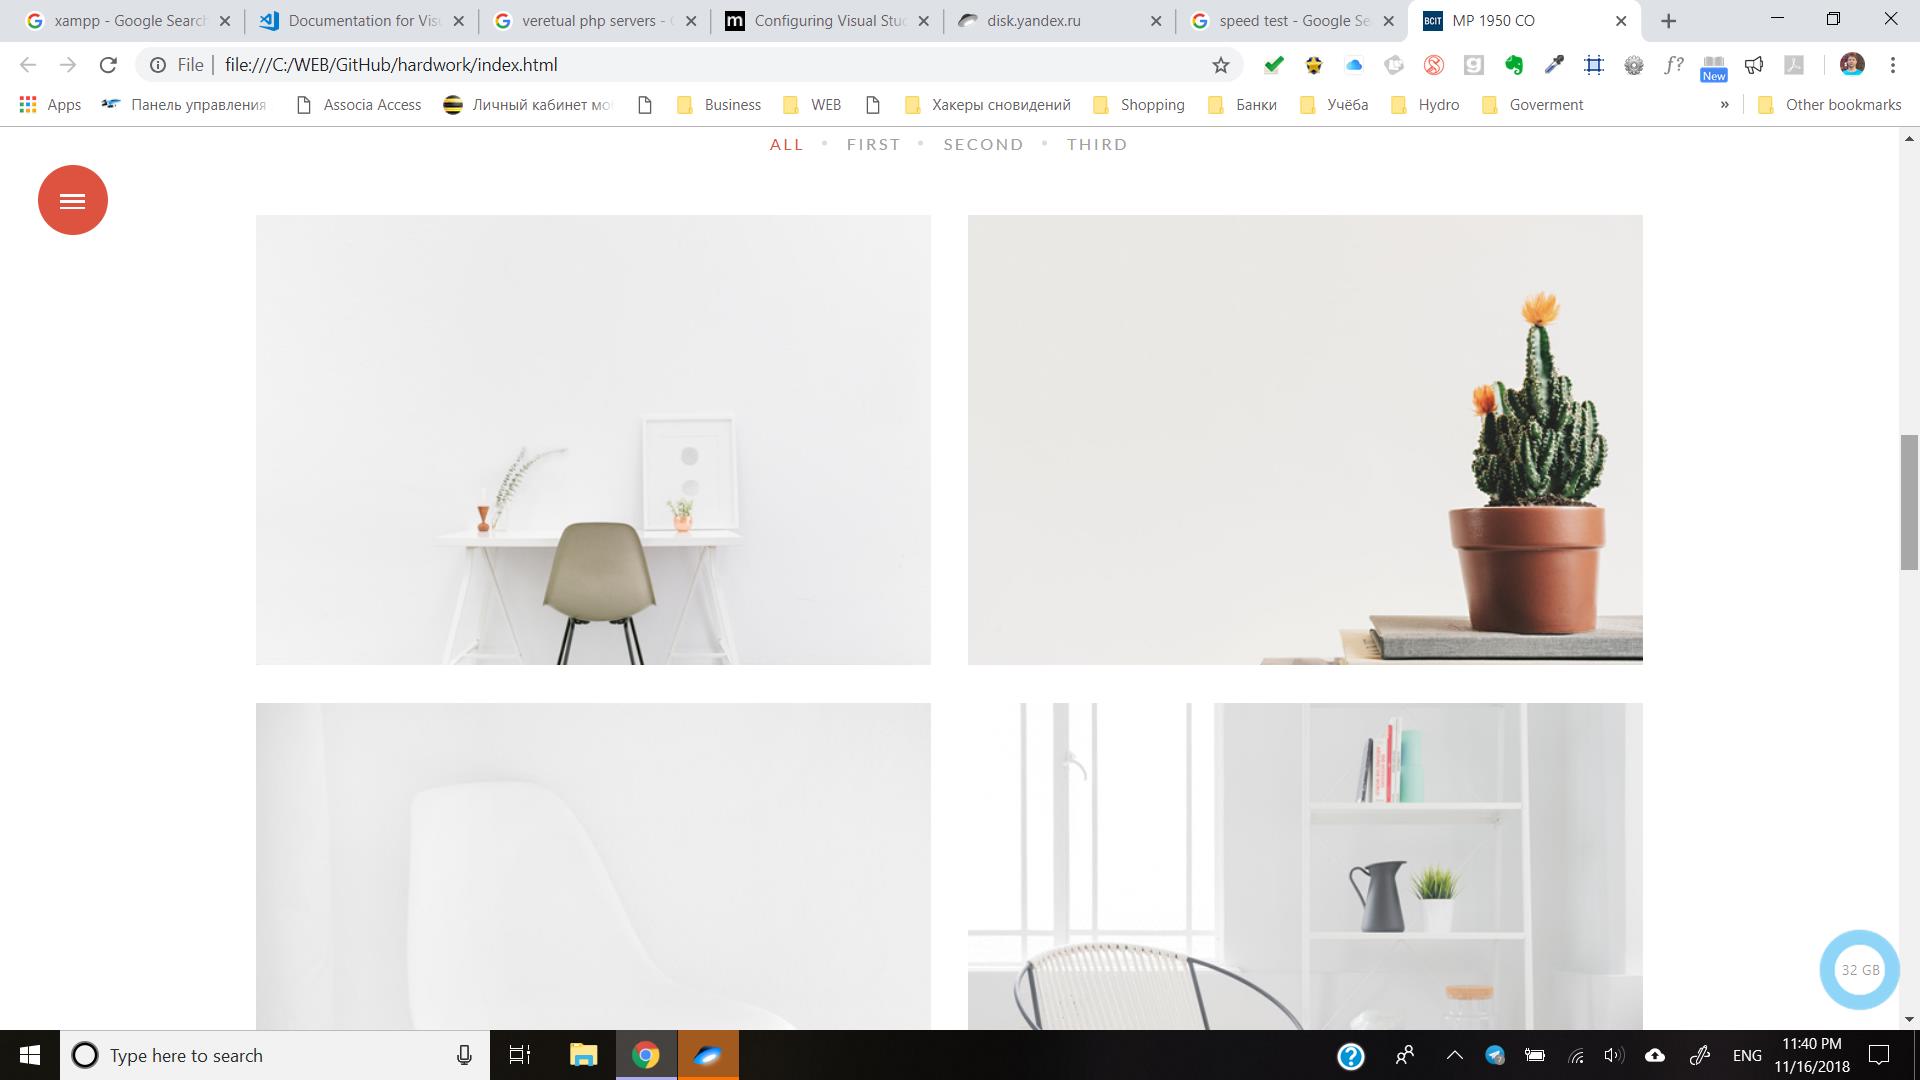 xampp - Google Search
Documentation for Visu
veretual php servers - G
Configuring Visual Stud
disk.yandex.ru
speed test - Google Sea
BCIT
MP 1950 CO
File
file:///C:/WEB/GitHub/hardwork/index.html
New
Apps
Панель управления
Associa Access
Личный кабинет мо
Business
WEB
Хакеры сновидений
Shopping
Банки
Учёба
Hydro
Goverment
»
Other bookmarks
ALL • FIRST • SECOND • THIRD
32 GB
Type here to search
ENG
11:40 PM
11/16/2018